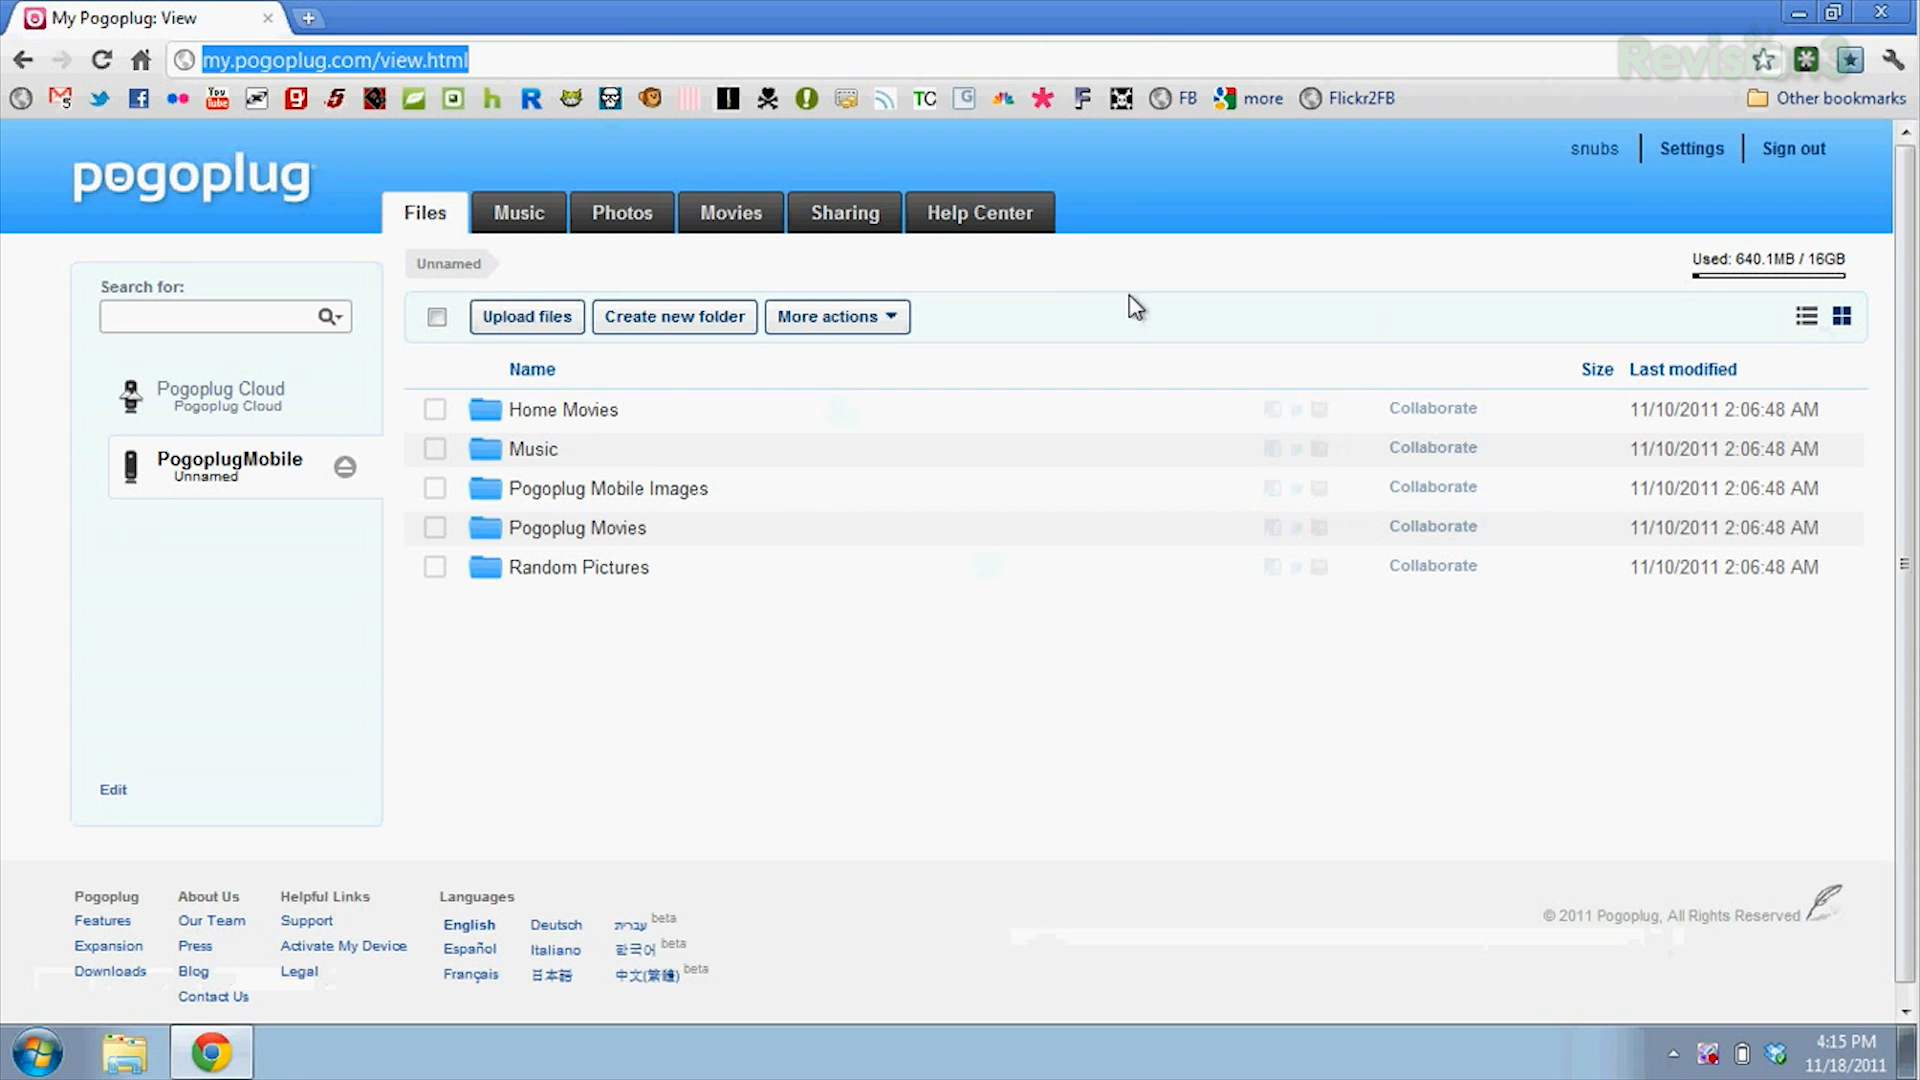 My Pogoplug: View
my.pogoplug.com/view.html
Revision3
FB
more
Flickr2FB
Other bookmarks
pogoplug
snubs
Settings
Sign out
Files
Music
Photos
Movies
Sharing
Help Center
Unnamed
Used: 640.1MB / 16GB
Search for:
Upload files
Create new folder
More actions
Pogoplug Cloud
Pogoplug Cloud
PogoplugMobile
Unnamed
Edit
Name Size Last modified
Home Movies Collaborate 11/10/2011 2:06:48 AM
Music Collaborate 11/10/2011 2:06:48 AM
Pogoplug Mobile Images Collaborate 11/10/2011 2:06:48 AM
Pogoplug Movies Collaborate 11/10/2011 2:06:48 AM
Random Pictures Collaborate 11/10/2011 2:06:48 AM
Pogoplug
Features
Expansion
Downloads
About Us
Our Team
Press
Blog
Contact Us
Helpful Links
Support
Activate My Device
Legal
Languages
English Deutsch עברית beta
Español Italiano 한국어 beta
Français 日本語 中文(繁體) beta
© 2011 Pogoplug, All Rights Reserved
4:15 PM
11/18/2011